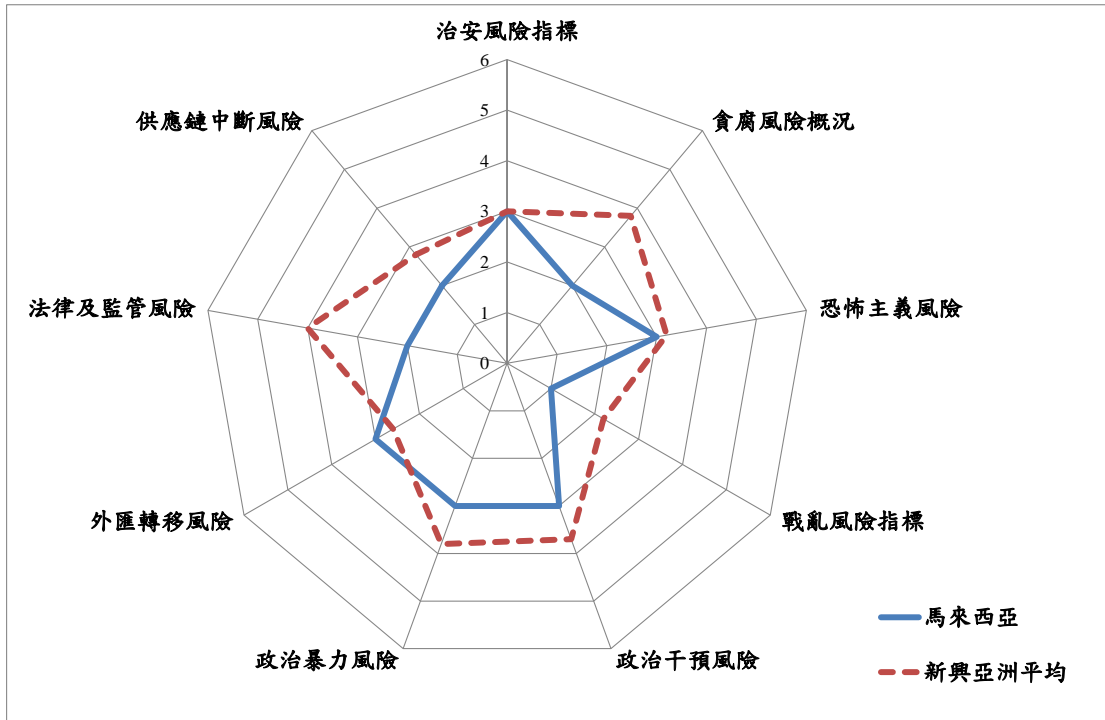 治安風險指標
6
5
4
3
2
1
0
供應鏈中斷風險
貪腐風險概況
法律及監管風險
恐怖主義風險
外匯轉移風險
戰亂風險指標
政治暴力風險
政治干預風險
馬來西亞
新興亞洲平均